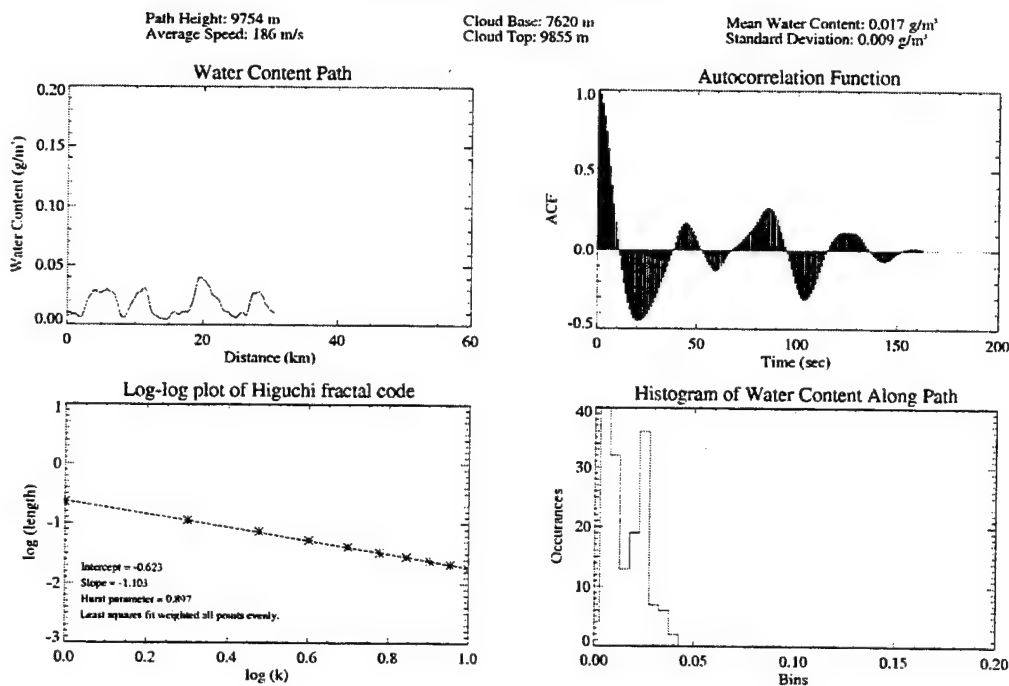 Path Height: 9754 m
Average Speed: 186 m/s
Cloud Base: 7620 m
Cloud Top: 9855 m
Mean Water Content: 0.017 g/m³
Standard Deviation: 0.009 g/m³
Water Content Path
Water Content (g/m³)
0.20
0.15
0.10
0.05
0.00
0 20 40 60
Distance (km)
Autocorrelation Function
ACF
1.0
0.5
0.0
-0.5
0 50 100 150 200
Time (sec)
Log-log plot of Higuchi fractal code
log (length)
1
0
-1
-2
-3
Intercept = -0.623
Slope = -1.103
Hurst parameter = 0.897
Least squares fit weighted all points evenly.
0.0 0.2 0.4 0.6 0.8 1.0
log (k)
Histogram of Water Content Along Path
Occurances
40
30
20
10
0
0.00 0.05 0.10 0.15 0.20
Bins